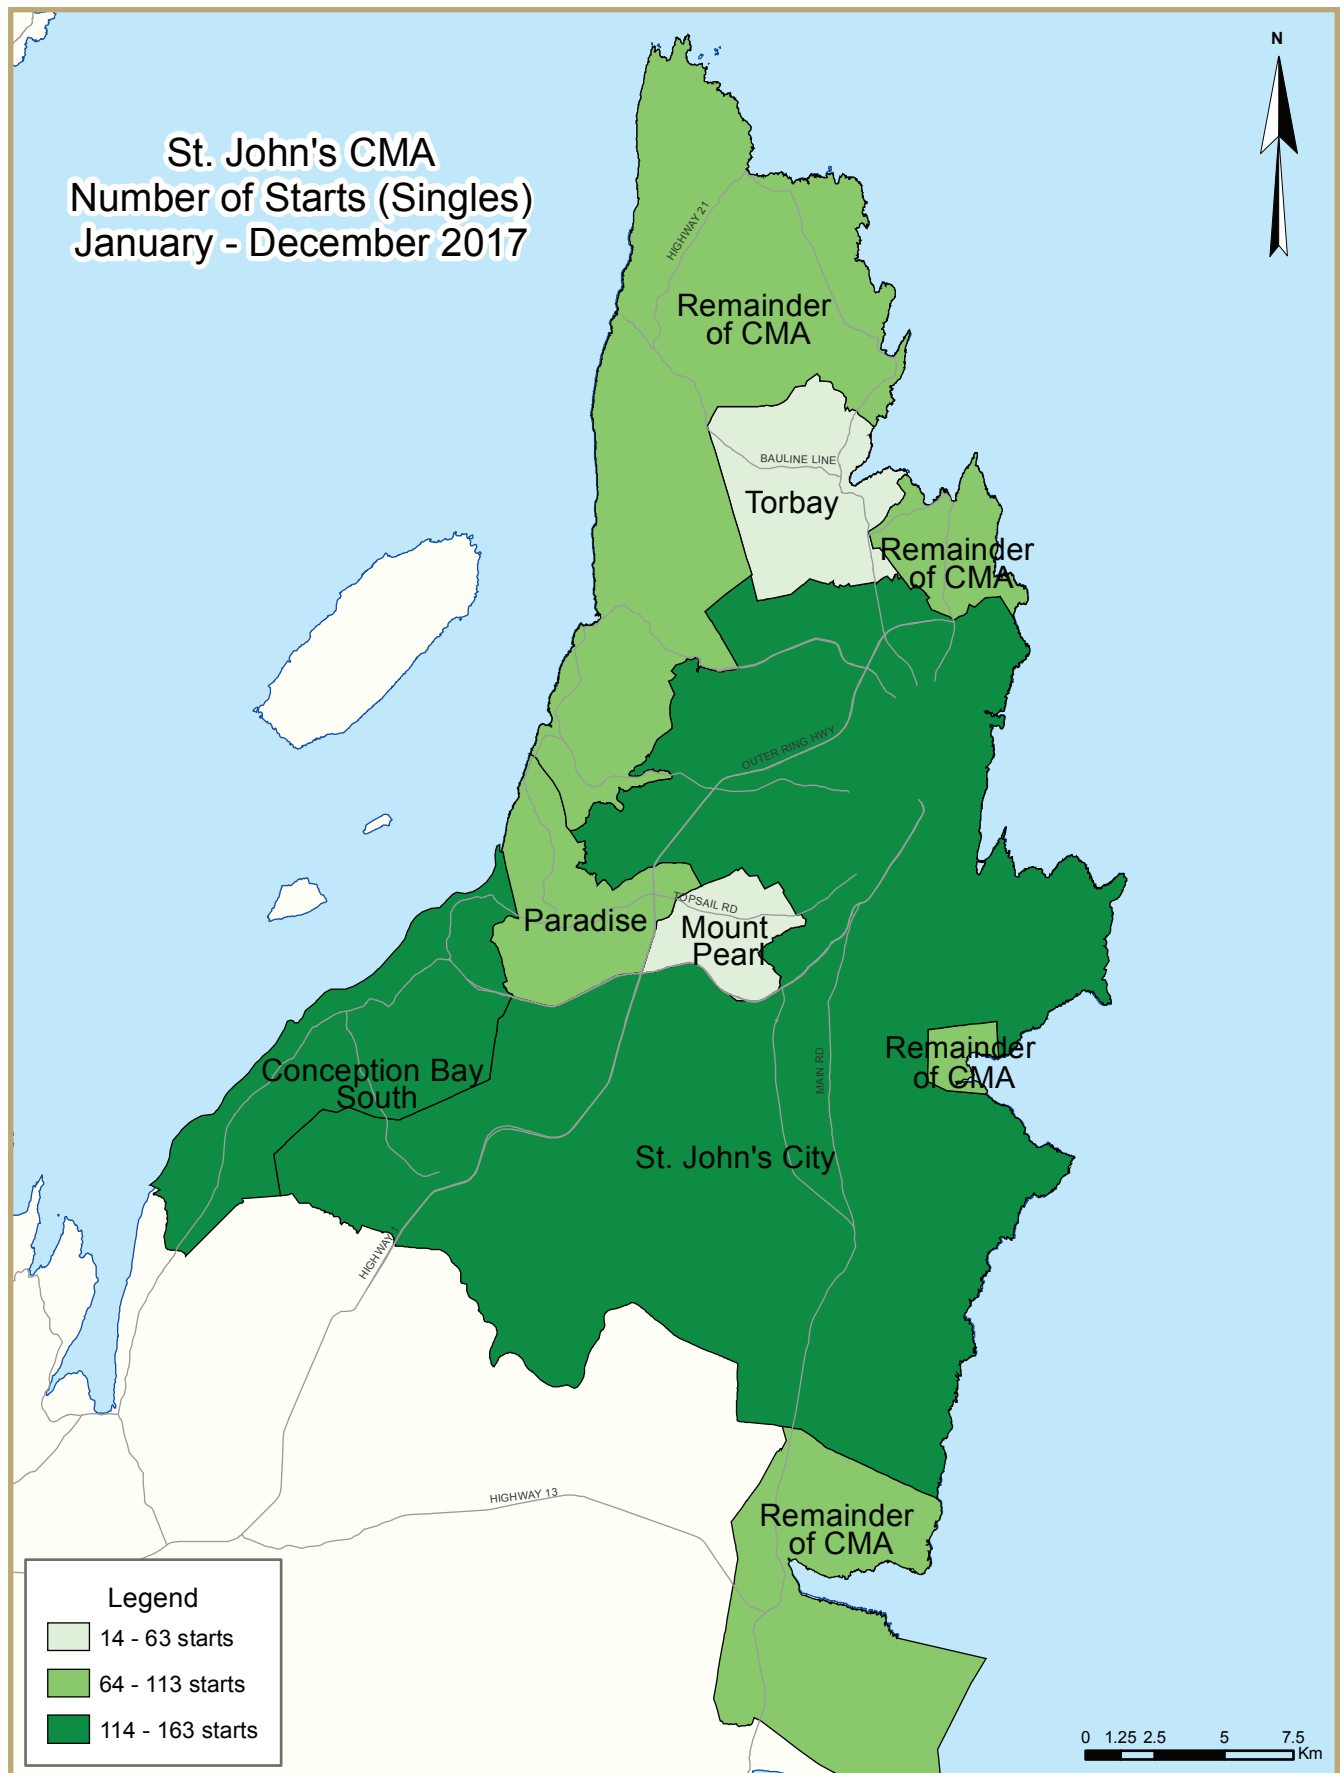 St. John's CMA
Number of Starts (Singles)
January - December 2017
N
HIGHWAY 21
Remainder
of CMA
BAULINE LINE
Torbay
Remainder
of CMA
OUTER RING HWY
TOPSAIL RD
Paradise
Mount
Pearl
Remainder
of CMA
MAIN RD
Conception Bay
South
St. John's City
HIGHWAY 1
HIGHWAY 13
Remainder
of CMA
Legend
14 - 63 starts
64 - 113 starts
114 - 163 starts
0 1.25 2.5 5 7.5
Km